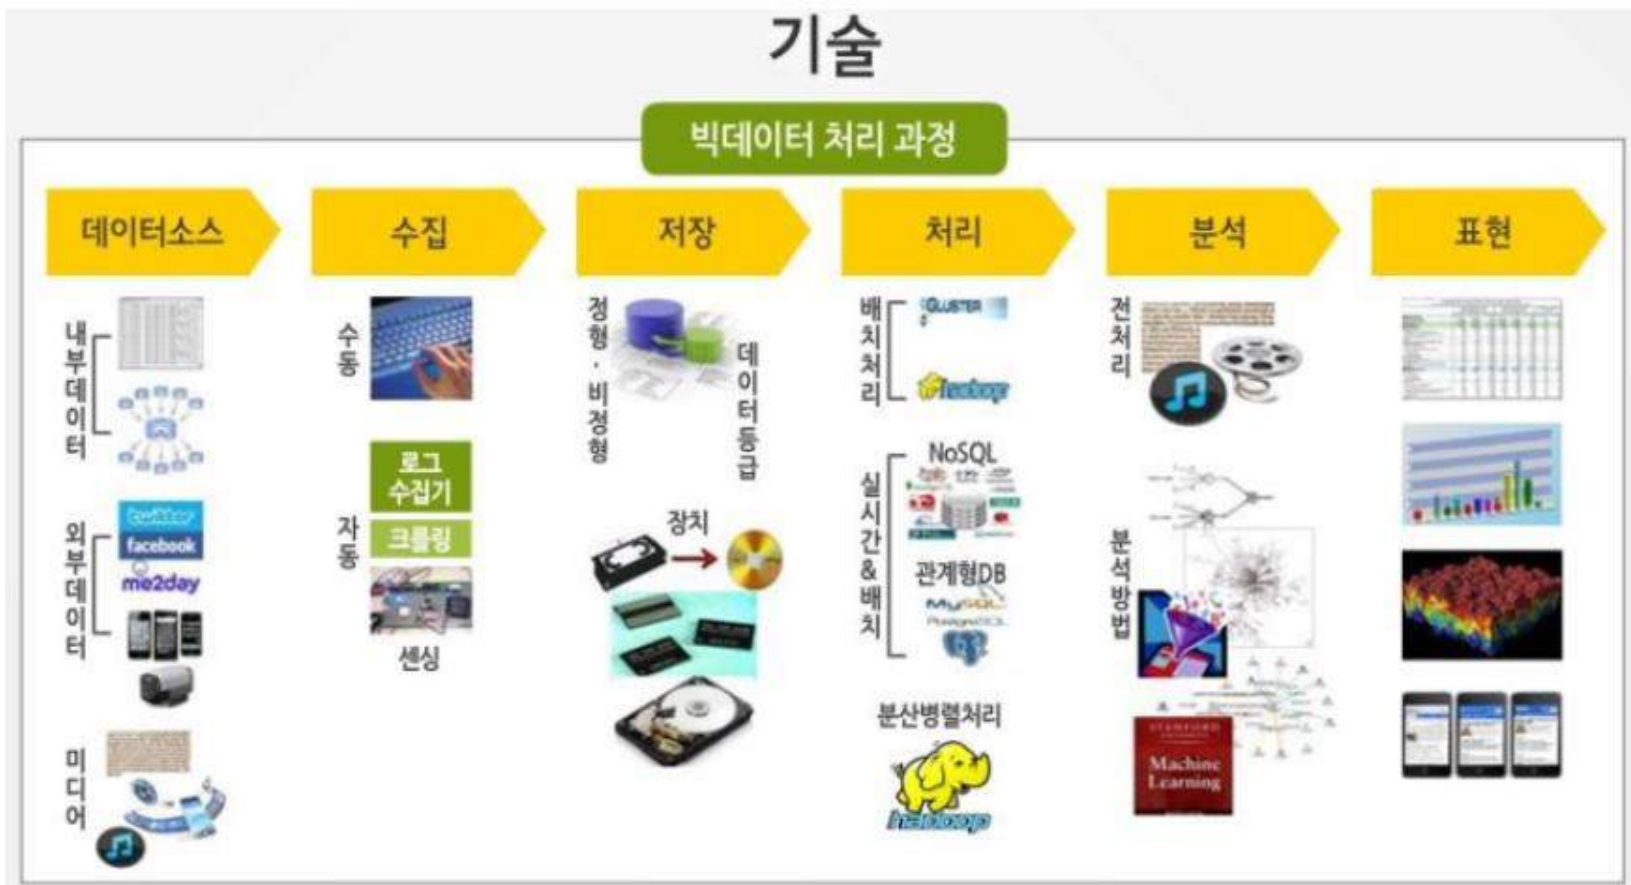 기술
빅데이터 처리 과정
데이터소스
수집
저장
처리
분석
표현
내부데이터
외부데이터
twitter
facebook
me2day
미디어
수동
자동
로그
수집기
크롤링
센싱
정형·비정형
데이터등급
장치
배치처리
GLUSTER
hadoop
실시간&배치
NoSQL
관계형DB
MySQL
PostgreSQL
분산병렬처리
hadoop
전처리
분석방법
STANFORD
Machine
Learning